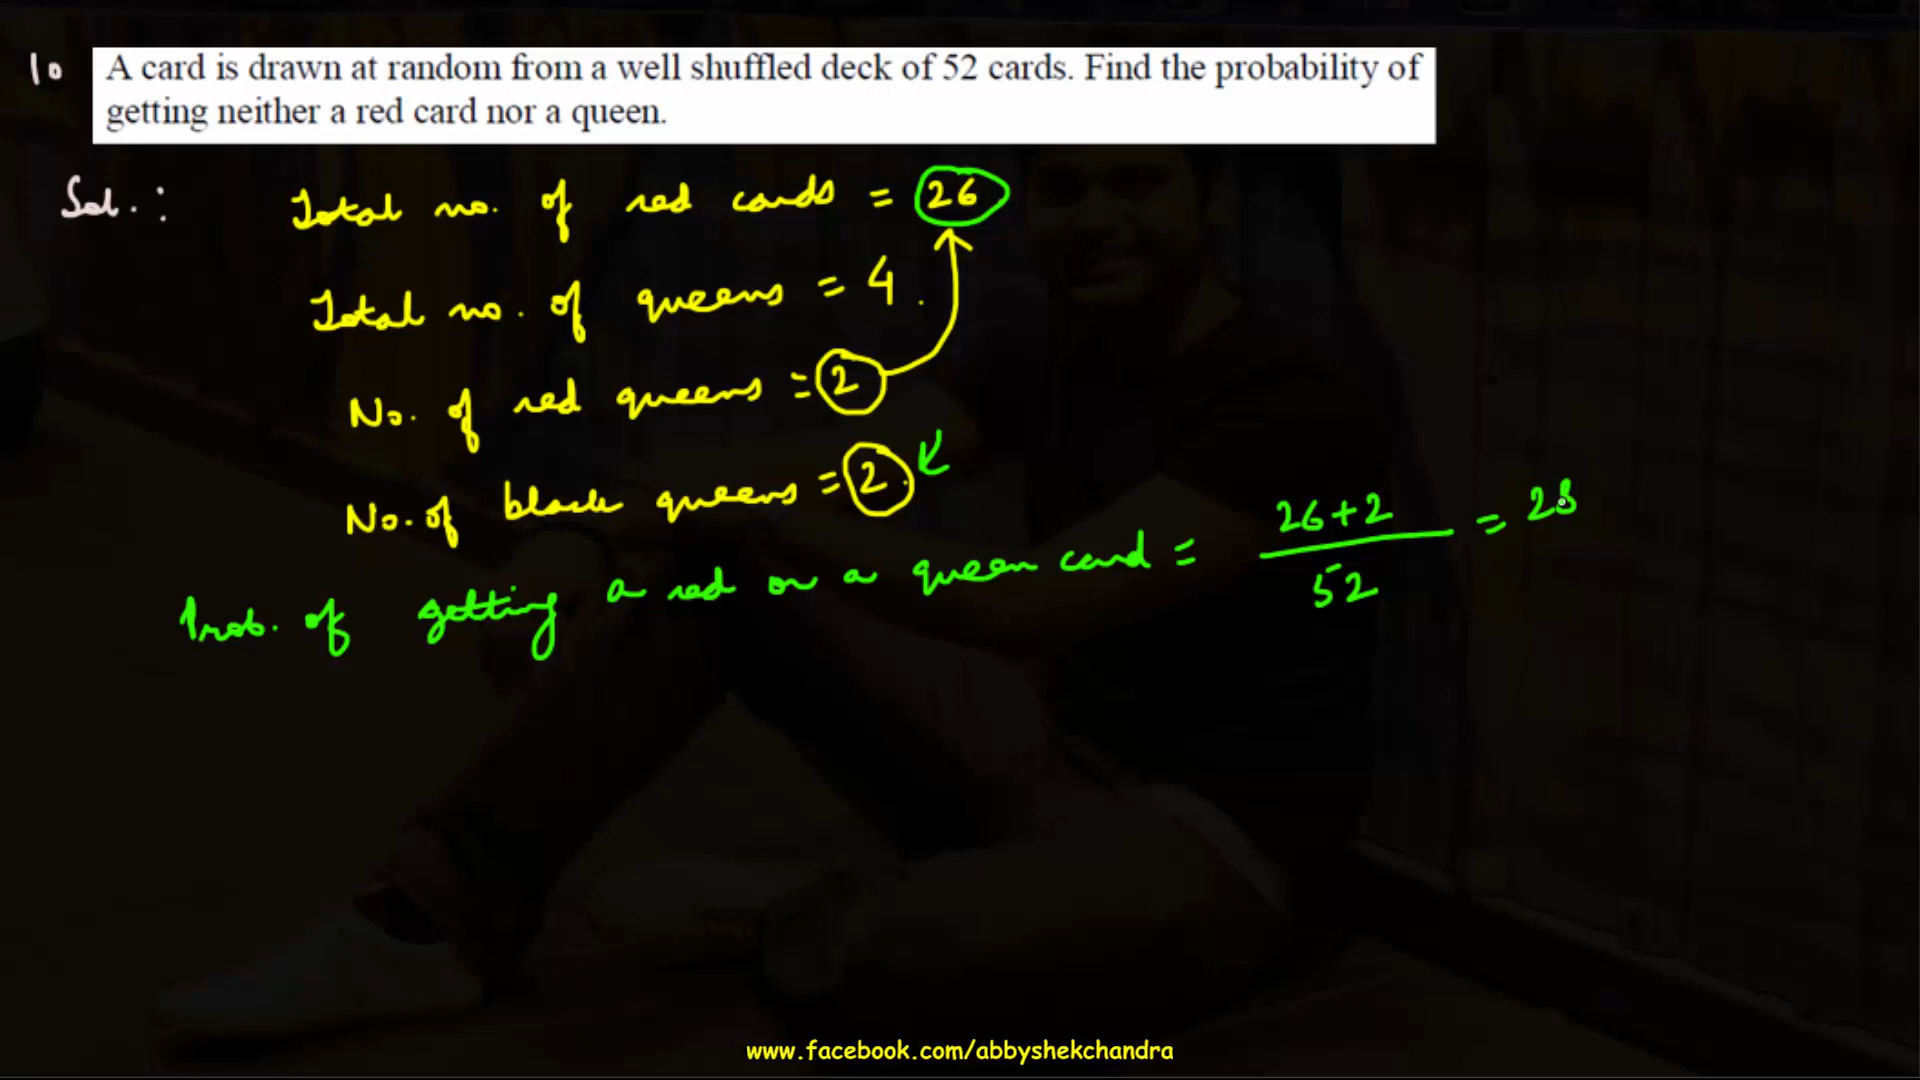 10 A card is drawn at random from a well shuffled deck of 52 cards. Find the probability of
getting neither a red card nor a queen.
Sol. : Total no. of red cards = 26
Total no. of queens = 4.
No. of red queens = 2
No. of black queens = 2.
Prob. of getting a red or a queen card = 26+2 / 52 = 28
www.facebook.com/abbyshekchandra